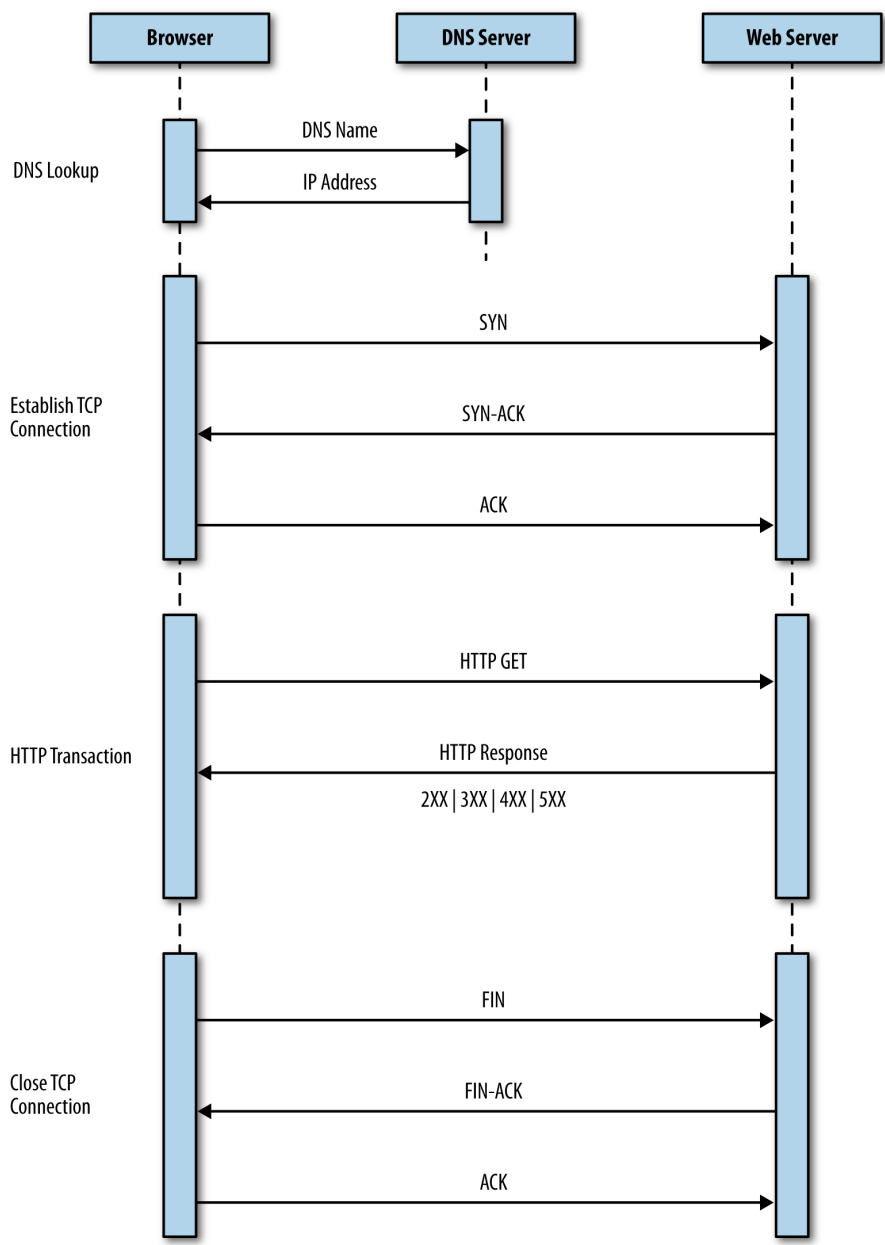 Browser
DNS Server
Web Server
DNS Name
DNS Lookup
IP Address
SYN
Establish TCP
Connection
SYN-ACK
ACK
HTTP GET
HTTP Transaction
HTTP Response
2XX | 3XX | 4XX | 5XX
FIN
Close TCP
Connection
FIN-ACK
ACK